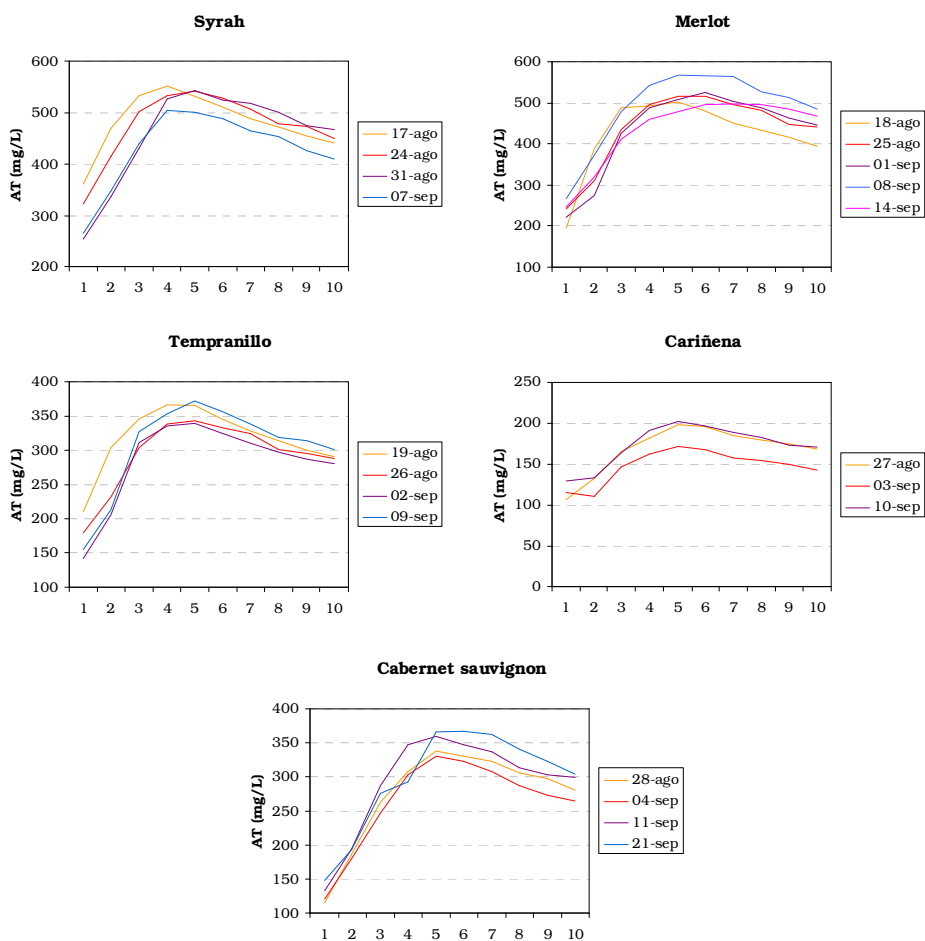 Syrah
AT (mg/L)
600
500
400
300
200
1 2 3 4 5 6 7 8 9 10
17-ago
24-ago
31-ago
07-sep
Merlot
AT (mg/L)
600
500
400
300
200
100
1 2 3 4 5 6 7 8 9 10
18-ago
25-ago
01-sep
08-sep
14-sep
Tempranillo
AT (mg/L)
400
350
300
250
200
150
100
1 2 3 4 5 6 7 8 9 10
19-ago
26-ago
02-sep
09-sep
Cariñena
AT (mg/L)
250
200
150
100
50
0
1 2 3 4 5 6 7 8 9 10
27-ago
03-sep
10-sep
Cabernet sauvignon
AT (mg/L)
400
350
300
250
200
150
100
1 2 3 4 5 6 7 8 9 10
28-ago
04-sep
11-sep
21-sep